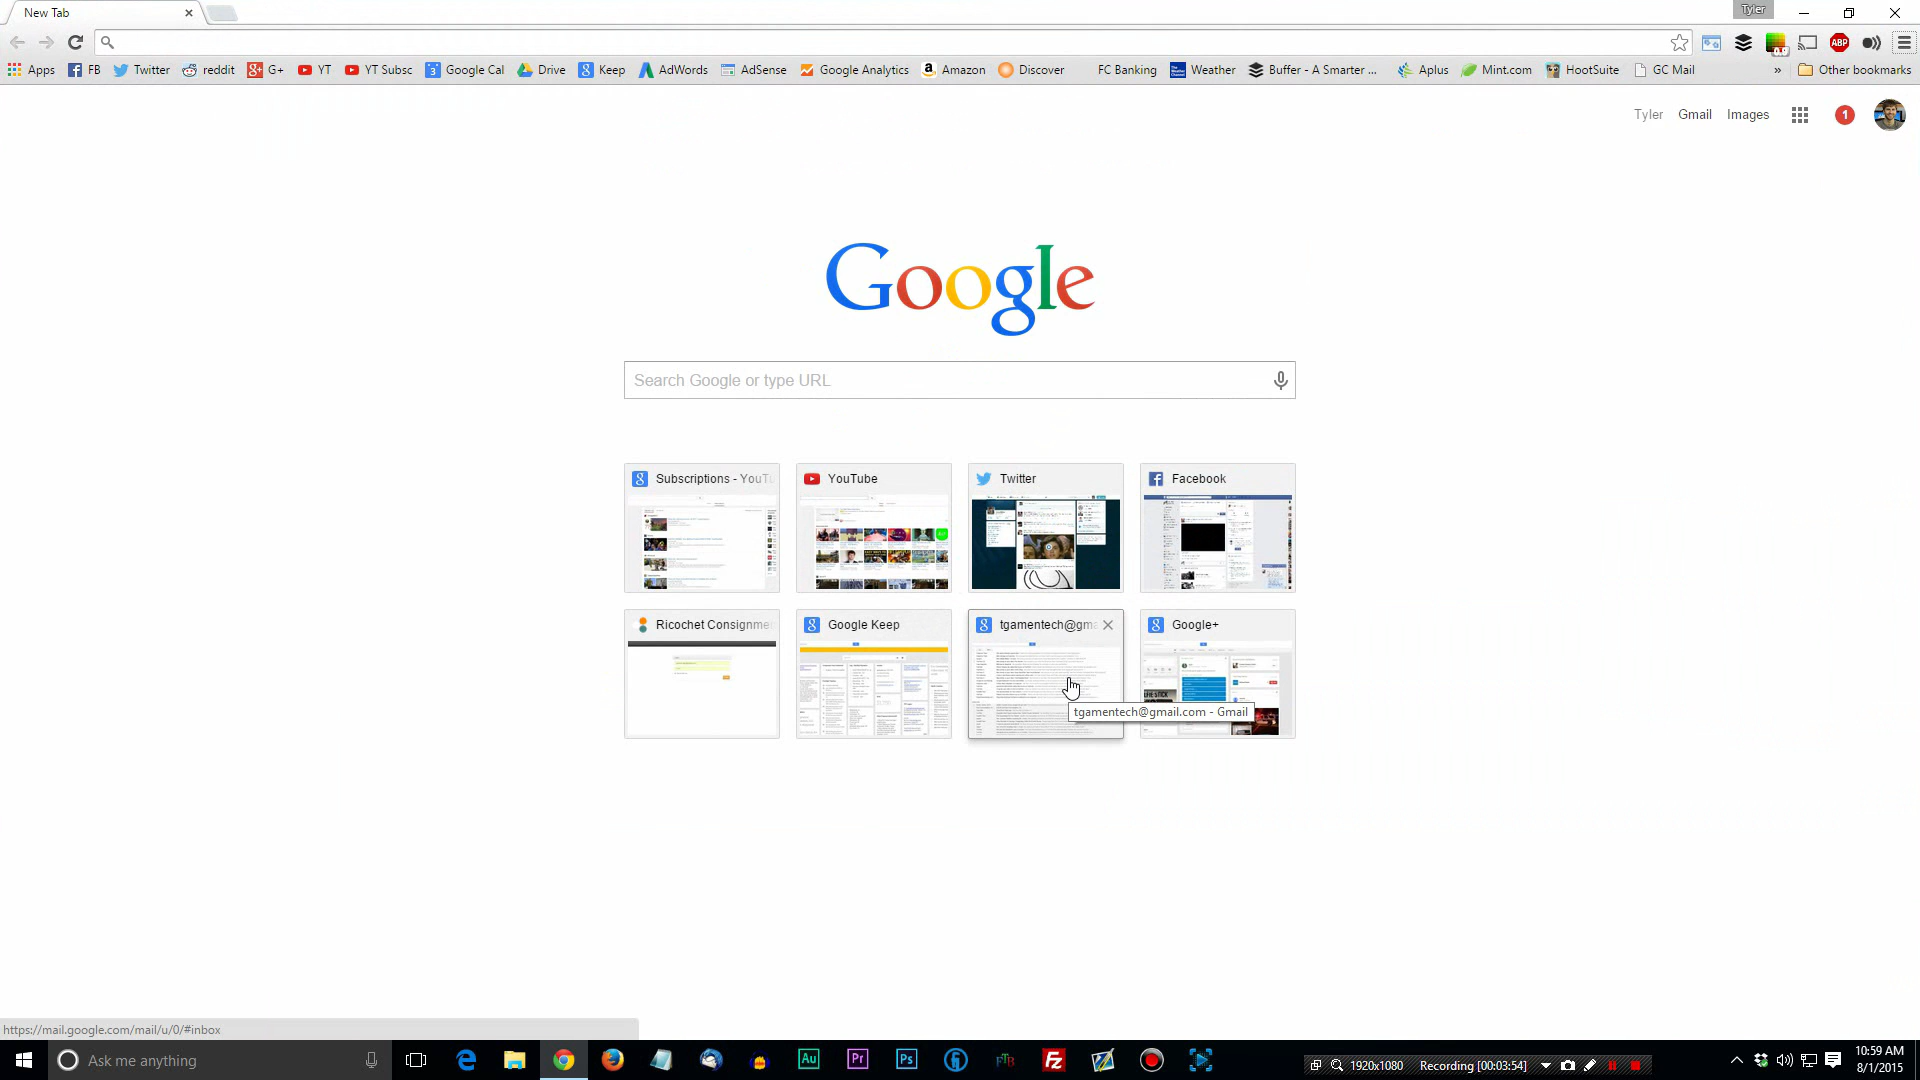 New Tab
Tyler
Apps FB Twitter reddit G+ YT YT Subsc Google Cal Drive Keep AdWords AdSense Google Analytics Amazon Discover FC Banking Weather Buffer - A Smarter ... Aplus Mint.com HootSuite GC Mail » Other bookmarks
Tyler Gmail Images 1
Google
Search Google or type URL
Subscriptions - YouTu YouTube Twitter Facebook
Ricochet Consignme Google Keep tgamentech@gma Google+
tgamentech@gmail.com - Gmail
https://mail.google.com/mail/u/0/#inbox
Ask me anything
1920x1080 Recording [00:03:54]
10:59 AM
8/1/2015